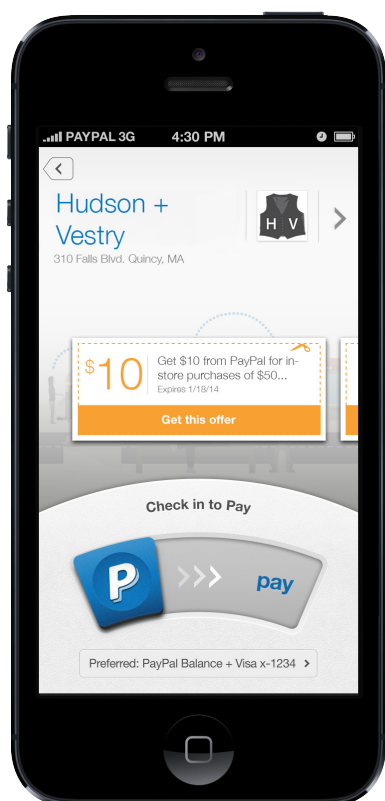 PAYPAL 3G 4:30 PM
Hudson +
Vestry
H V
310 Falls Blvd. Quincy, MA
$10
Get $10 from PayPal for in-
store purchases of $50...
Expires 1/18/14
Get this offer
Check in to Pay
P
pay
Preferred: PayPal Balance + Visa x-1234